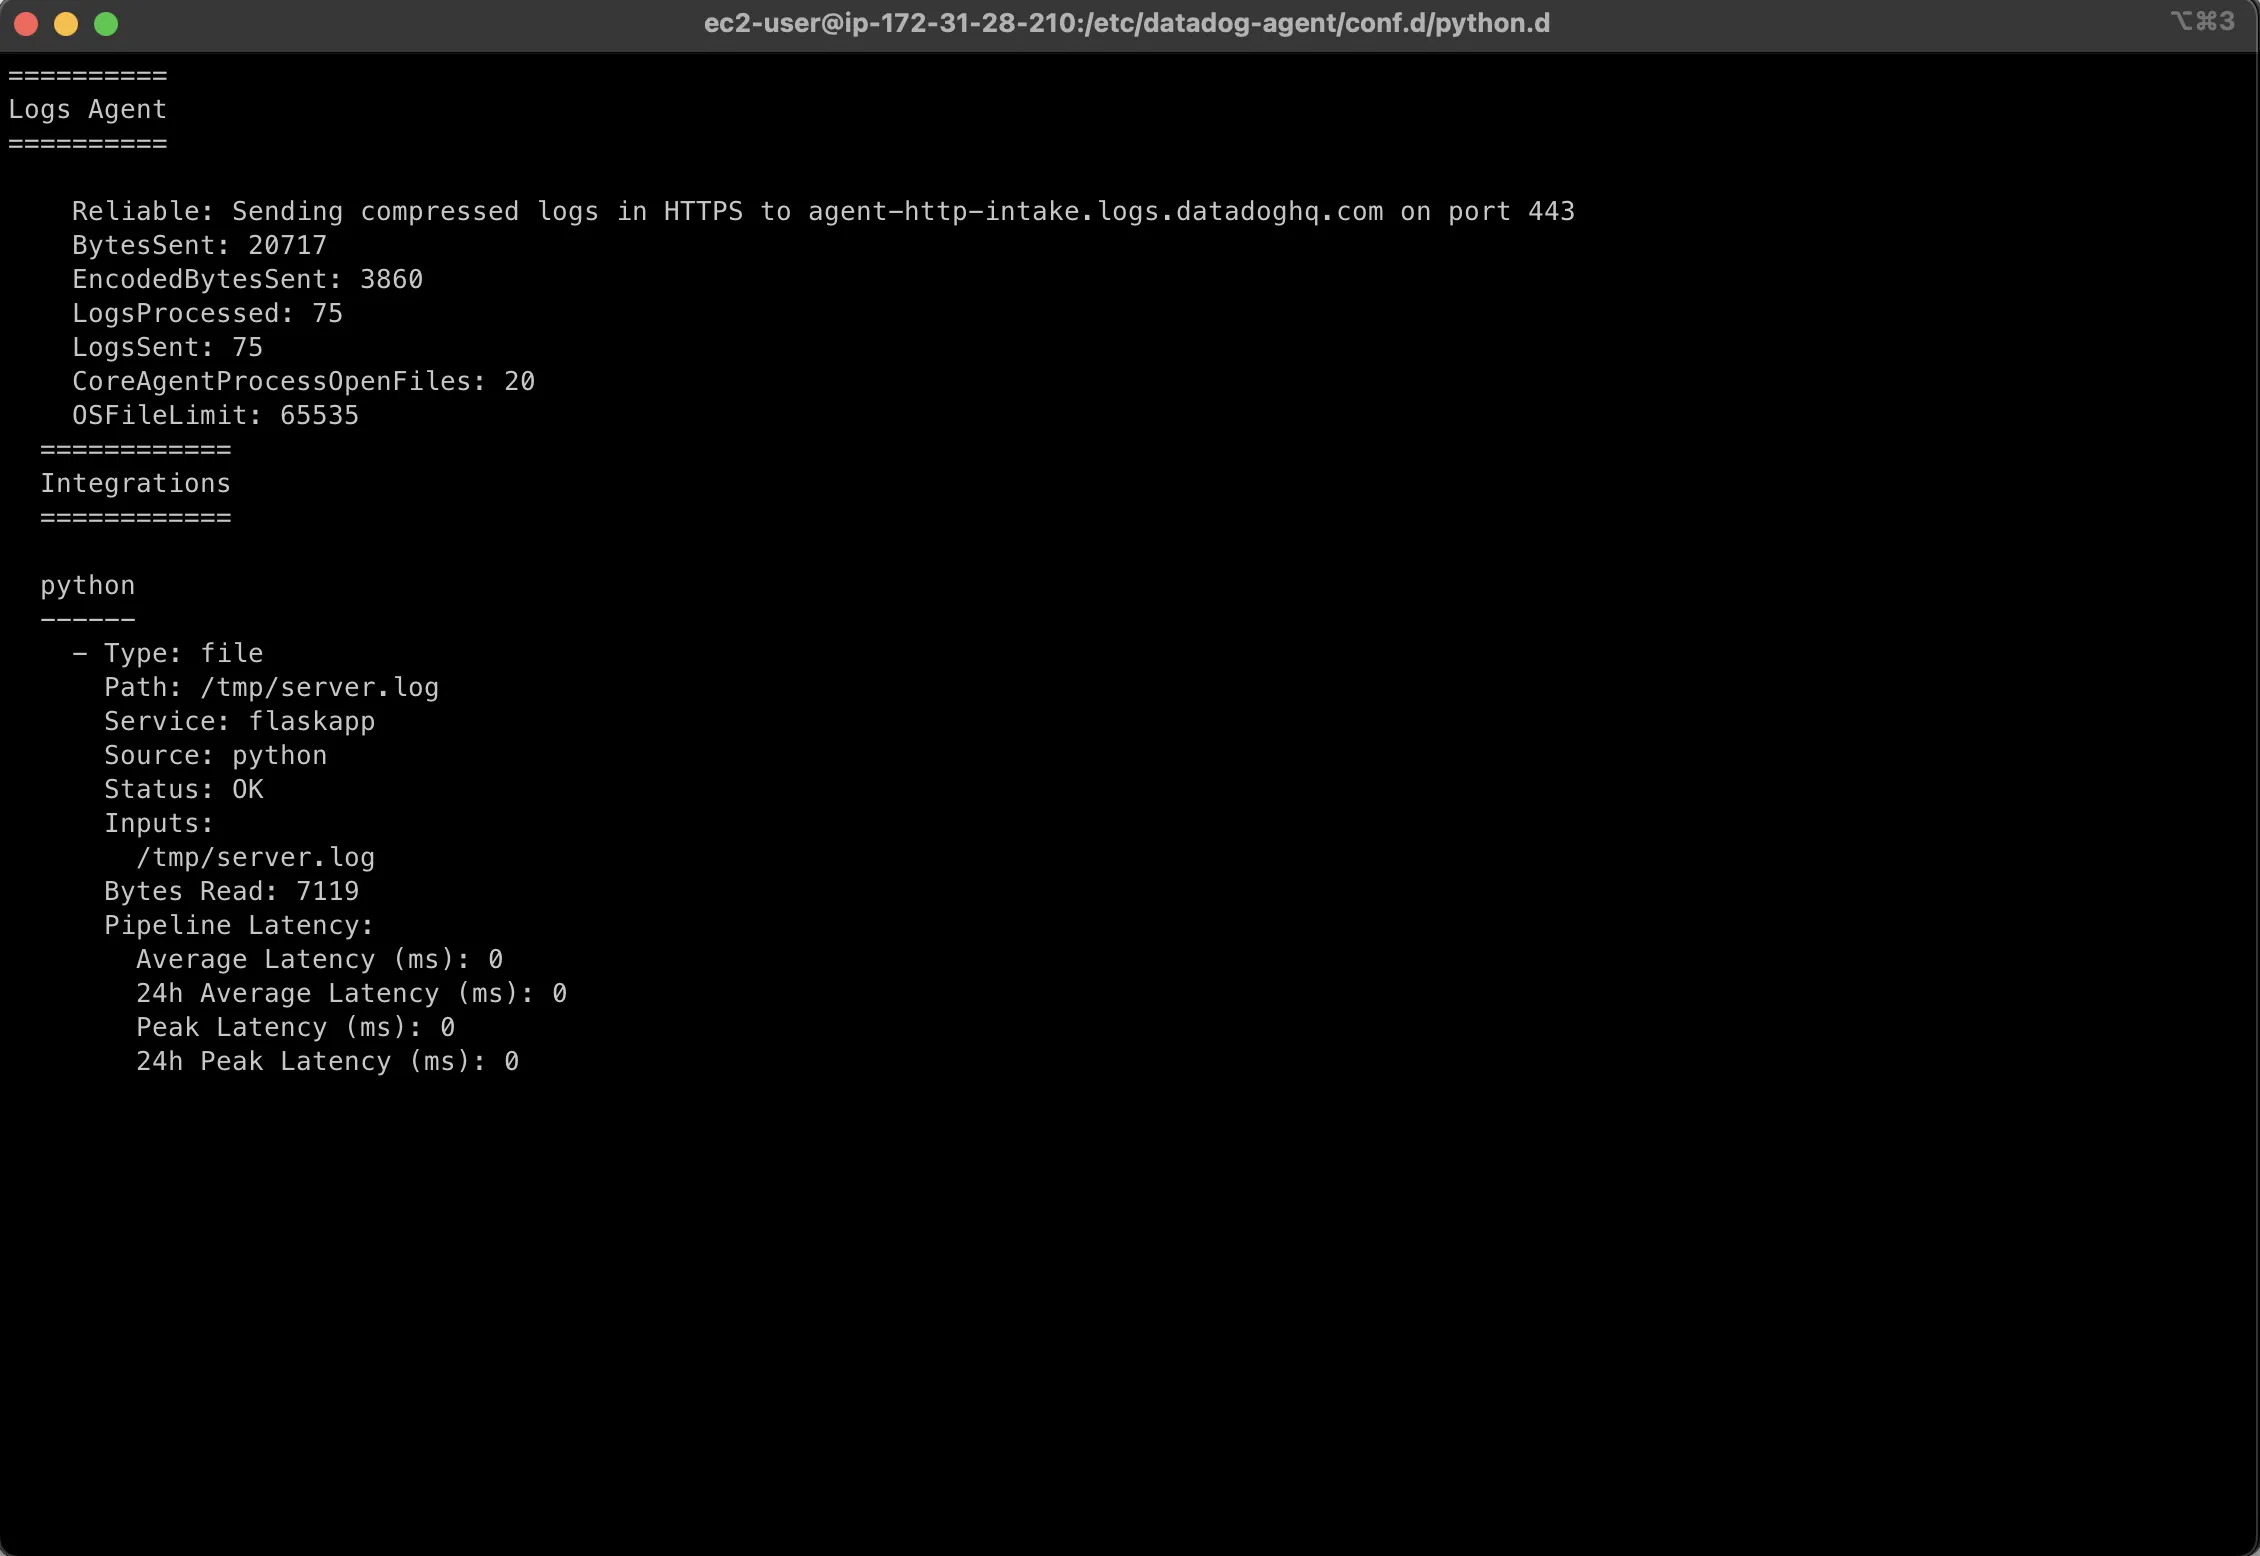 ec2-user@ip-172-31-28-210:/etc/datadog-agent/conf.d/python.d
⌥⌘3
==========
Logs Agent
==========
Reliable: Sending compressed logs in HTTPS to agent-http-intake.logs.datadoghq.com on port 443
BytesSent: 20717
EncodedBytesSent: 3860
LogsProcessed: 75
LogsSent: 75
CoreAgentProcessOpenFiles: 20
OSFileLimit: 65535
============
Integrations
============
python
------
- Type: file
Path: /tmp/server.log
Service: flaskapp
Source: python
Status: OK
Inputs:
/tmp/server.log
Bytes Read: 7119
Pipeline Latency:
Average Latency (ms): 0
24h Average Latency (ms): 0
Peak Latency (ms): 0
24h Peak Latency (ms): 0